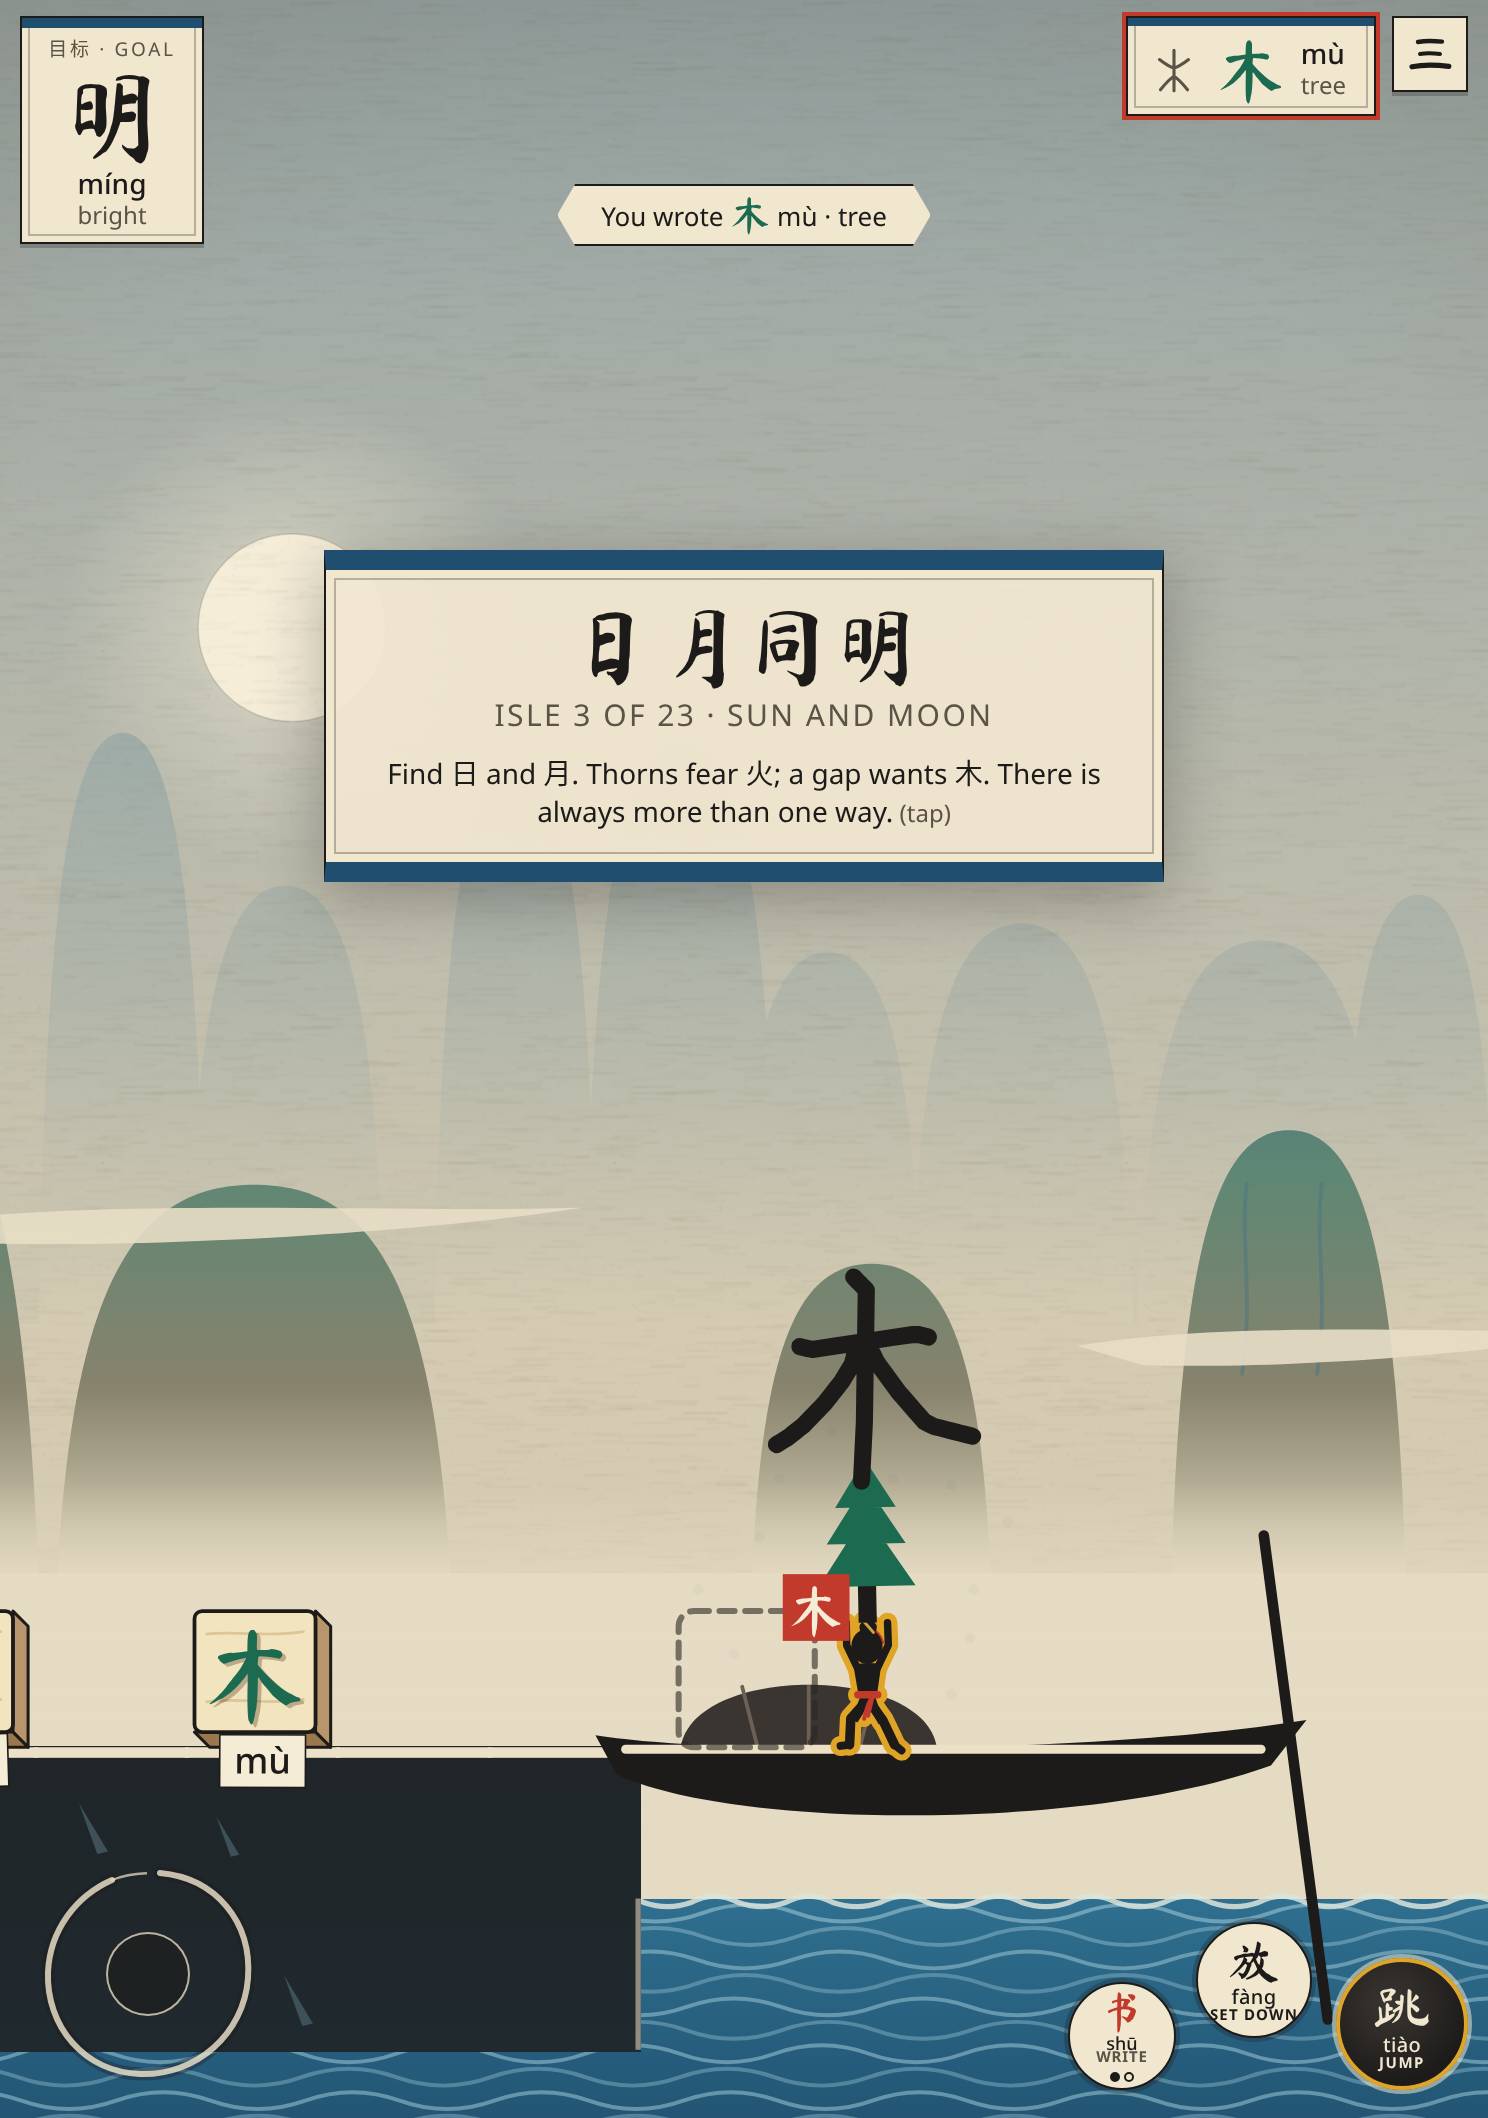 目标 · GOAL
明
míng
bright
木 mù
tree
三
You wrote 木 mù · tree
日月同明
ISLE 3 OF 23 · SUN AND MOON
Find 日 and 月. Thorns fear 火; a gap wants 木. There is
always more than one way. (tap)
木
木
木
mù
放
fàng
SET DOWN
书
shū
WRITE
跳
tiào
JUMP